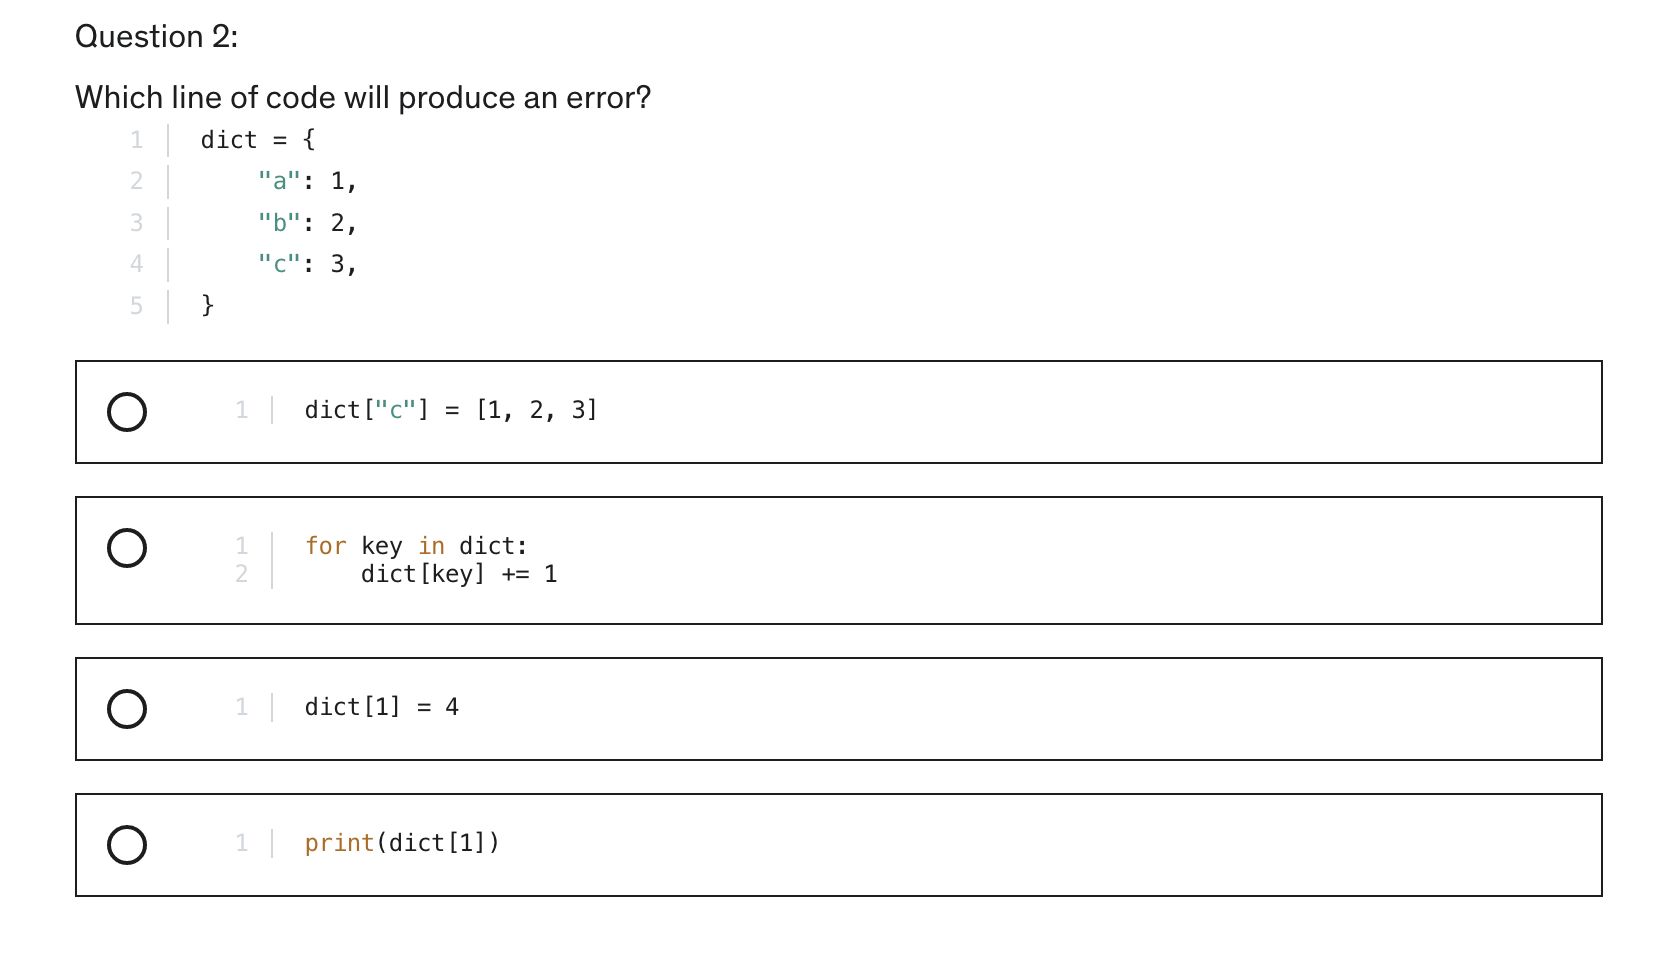 Question 2:
Which line of code will produce an error?
1 dict = {
2     "a": 1,
3     "b": 2,
4     "c": 3,
5 }
1 dict["c"] = [1, 2, 3]
1 for key in dict:
2     dict[key] += 1
1 dict[1] = 4
1 print(dict[1])